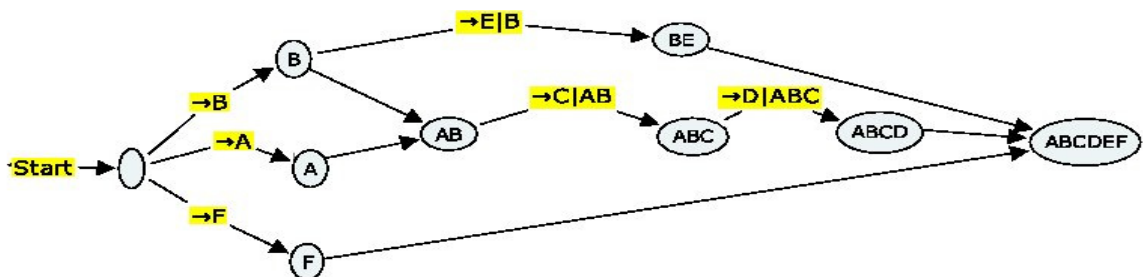 →E|B
BE
B
→B
→C|AB
→D|ABC
AB
ABC
ABCD
ABCDEF
→A
Start
A
→F
F